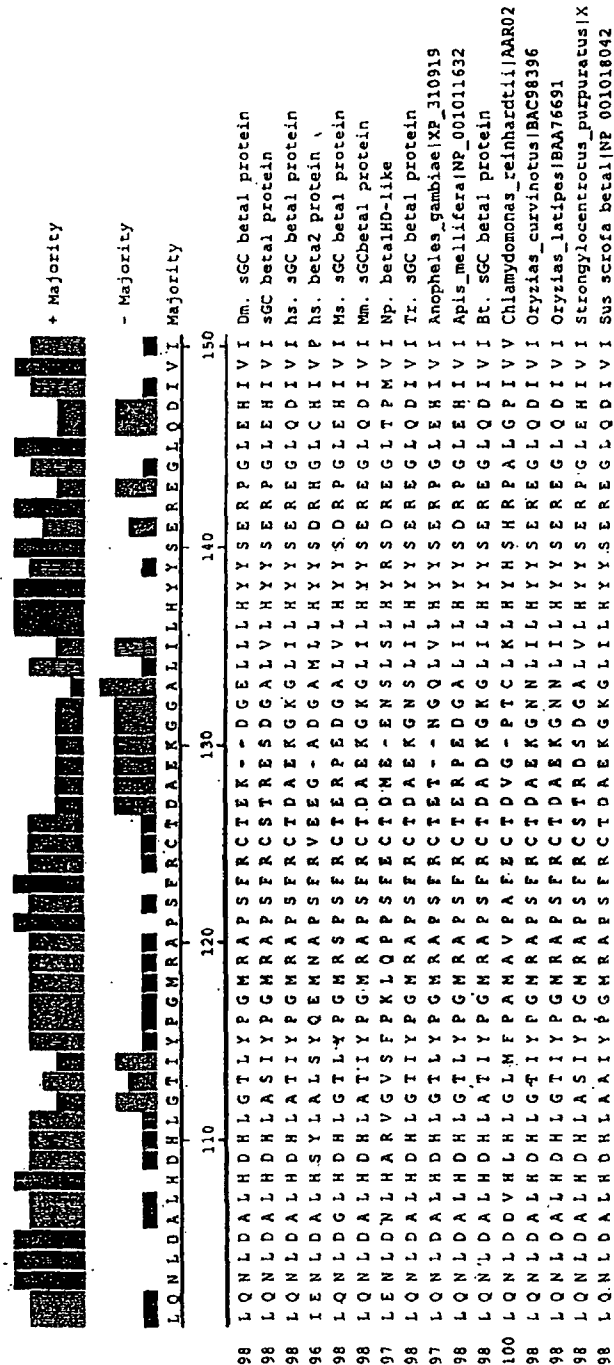 + Majority
- Majority
L Q N L D A L H D H L G T I Y P G M R A P S F R C T D A E K G G A L I L H Y Y S E R E G L Q D I V I Majority
110 120 130 140 150
98 L Q N L D A L H D H L G T L Y P G M R A P S F R C T E K - - D G E L L L H Y Y S E R P G L E H I V I Dm. sGC beta1 protein
98 L Q N L D A L H D H L A S I Y P G M R A P S F R C S T R E S D G A L V L H Y Y S E R P G L E H I V I sGC beta1 protein
98 L Q N L D A L H D H L A T I Y P G M R A P S F R C T D A E K G K G L I L H Y Y S E R E G L Q D I V I hs. sGC beta1 protein
96 I E N L D A L H S Y L A L S Y Q E M N A P S F R V E E G - A D G A M L L H Y Y S D R H G L C H I V P hs. beta2 protein
98 L Q N L D G L H D H L G T L Y P G M R S P S F R C T E R P E D G A L V L H Y Y S D R P G L E H I V I Ms. sGC beta1 protein
98 L Q N L D A L H D H L A T I Y P G M R A P S F R C T D A E K G K G L I L H Y Y S E R E G L Q D I V I Mm. sGCbeta1 protein
97 L E N L D N L H A R V G V S F P K L Q P P S F E C T D M E - E N S L S L H Y R S D R E G L T P M V I Np. beta1HD-like
98 L Q N L D A L H D H L G T I Y P G M R A P S F R C T D A E K G N S L I L H Y Y S E R E G L Q D I V I Tr. sGC beta1 protein
97 L Q N L D A L H D H L G T L Y P G M R A P S F R C T E T - - N G Q L V L H Y Y S E R P G L E H I V I Anopheles_gambiae|XP_310919
98 L Q N L D A L H D H L G T L Y P G M R A P S F R C T E R P E D G A L I L H Y Y S D R P G L E H I V I Apis_mellifera|NP_001011632
98 L Q N L D A L H D H L A T I Y P G M R A P S F R C T D A D K G K G L I L H Y Y S E R E G L Q D I V I Bt. sGC beta1 protein
100 L Q N L D D V H L H L G L M F P A M A V P A F E C T D V G - P T C L K L H Y H S H R P A L G P I V V Chlamydomonas_reinhardtii|AAR02
98 L Q N L D A L H D H L G T I Y P G M R A P S F R C T D A E K G N N L I L H Y Y S E R E G L Q D I V I Oryzias_curvinotus|BAC98396
98 L Q N L D A L H D H L G T I Y P G M R A P S F R C T D A E K G N N L I L H Y Y S E R E G L Q D I V I Oryzias_latipes|BAA76691
98 L Q N L D A L H D H L A S I Y P G M R A P S F R C S T R D S D G A L V L H Y Y S E R P G L E H I V I Strongylocentrotus_purpuratus|X
98 L Q N L D A L H D H L A A I Y P G M R A P S F R C T D A E K G K G L I L H Y Y S E R E G L Q D I V I Sus scrofa beta1|NP 001018042